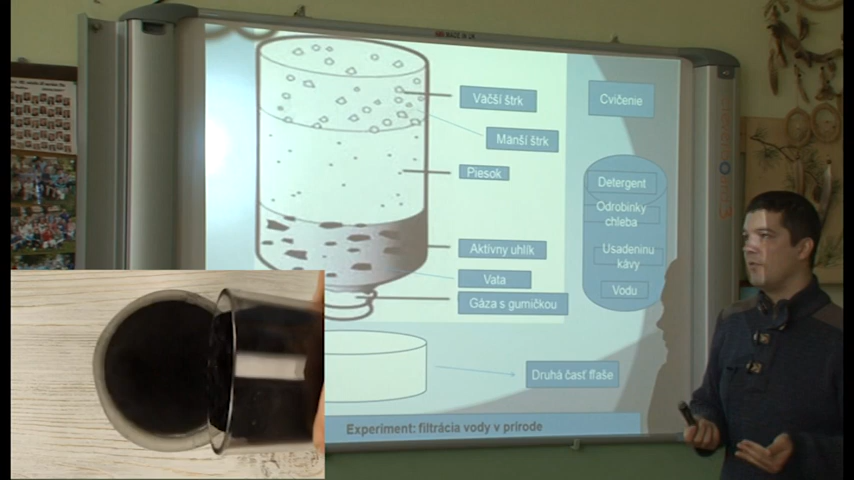 Väčší štrk
Cvičenie
Manší štrk
Piesok
Detergent
Odrobinky
chleba
Aktívny uhlík
Usadeninu
kávy
Vata
Vodu
Gáza s gumičkou
Druhá časť fľaše
Experiment: filtrácia vody v prírode